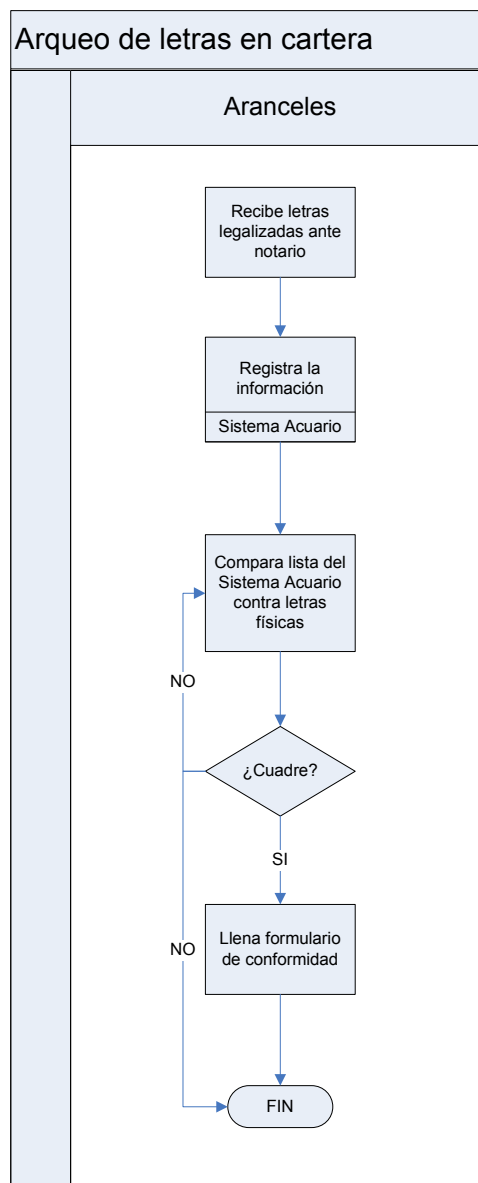 Arqueo de letras en cartera
Aranceles
Recibe letras
legalizadas ante
notario
Registra la
información
Sistema Acuario
Compara lista del
Sistema Acuario
contra letras
físicas
NO
¿Cuadre?
SI
NO
Llena formulario
de conformidad
FIN